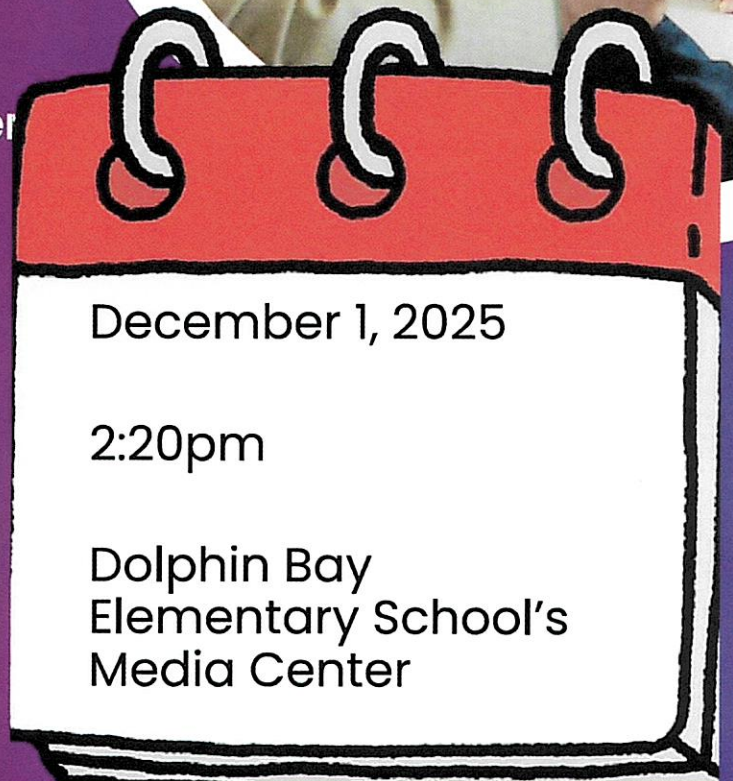 December 1, 2025
2:20pm
Dolphin Bay
Elementary School's
Media Center